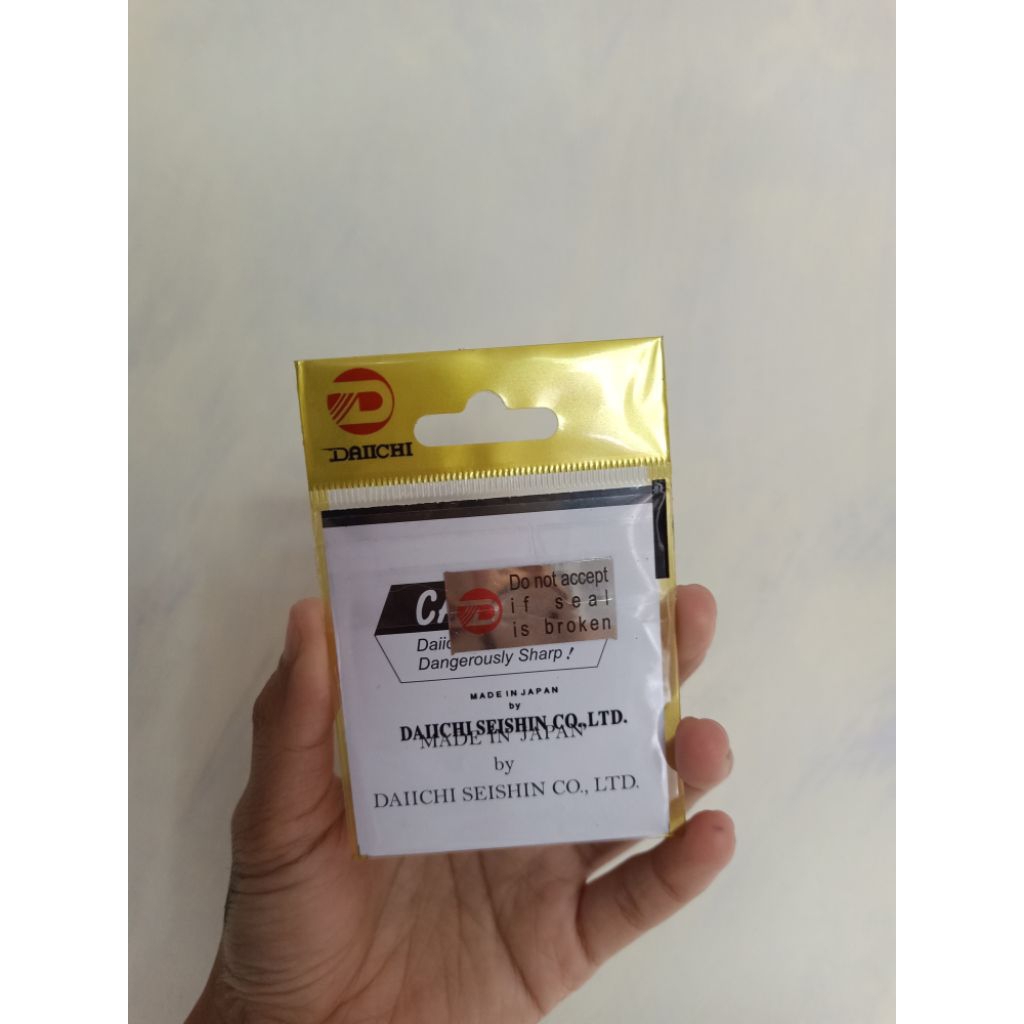 DAIICHI
Do not accept
if seal
is broken
Dangerously Sharp!
MADE IN JAPAN
by
DAIICHI SEISHIN CO.,LTD.
MADE IN JAPAN
by
DAIICHI SEISHIN CO., LTD.